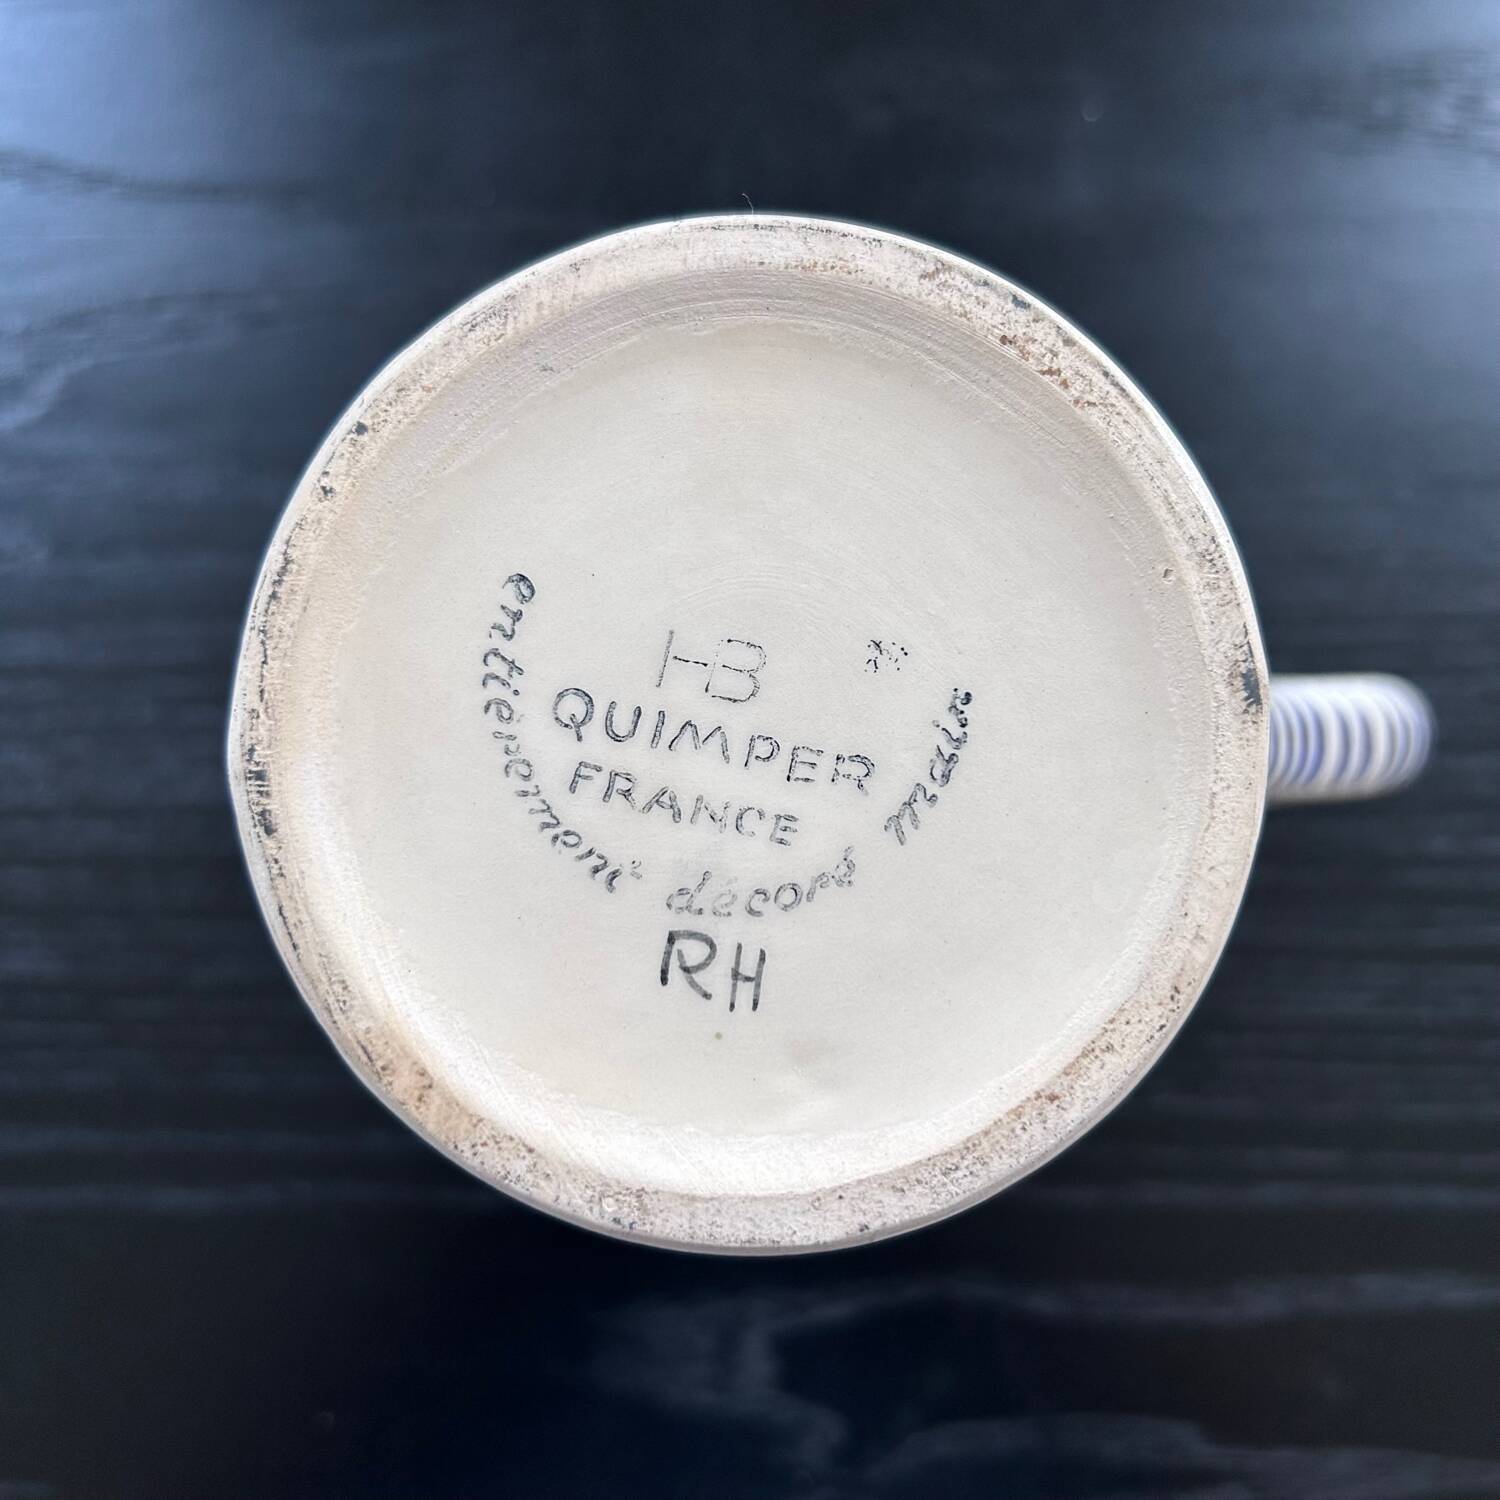 HB
QUIMPER
FRANCE
entièrement décoré main
RH